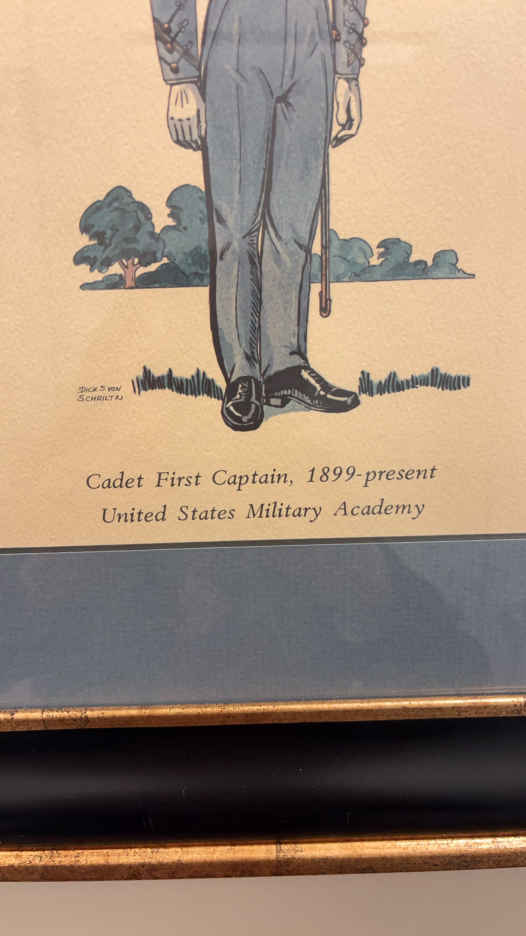 DICK S. VON
SCHRILTZ
Cadet First Captain, 1899-present
United States Military Academy